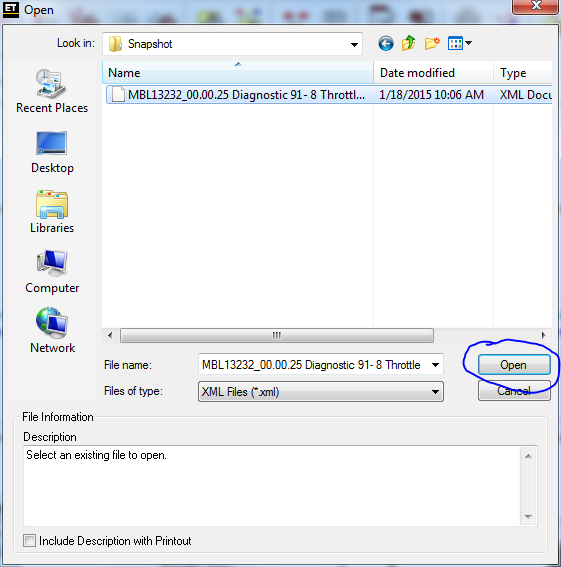 ET Open
Look in: Snapshot
Name Date modified Type
MBL13232_00.00.25 Diagnostic 91- 8 Throttl... 1/18/2015 10:06 AM XML Docu
Recent Places
Desktop
Libraries
Computer
Network
File name: MBL13232_00.00.25 Diagnostic 91- 8 Throttle Open
Files of type: XML Files (*.xml) Cancel
File Information
Description
Select an existing file to open.
Include Description with Printout